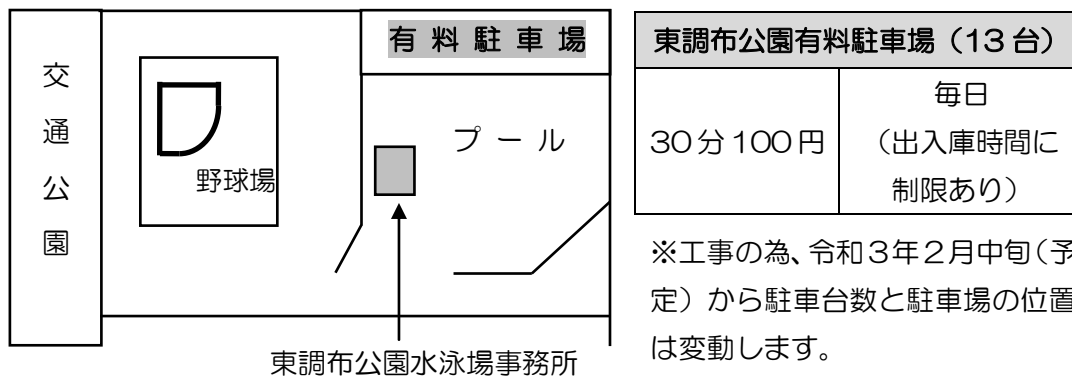 有料駐車場
交通公園
野球場
プール
東調布公園水泳場事務所
東調布公園有料駐車場（13台）
30分100円
毎日
（出入庫時間に
制限あり）
※工事の為、令和３年２月中旬（予
定）から駐車台数と駐車場の位置
は変動します。